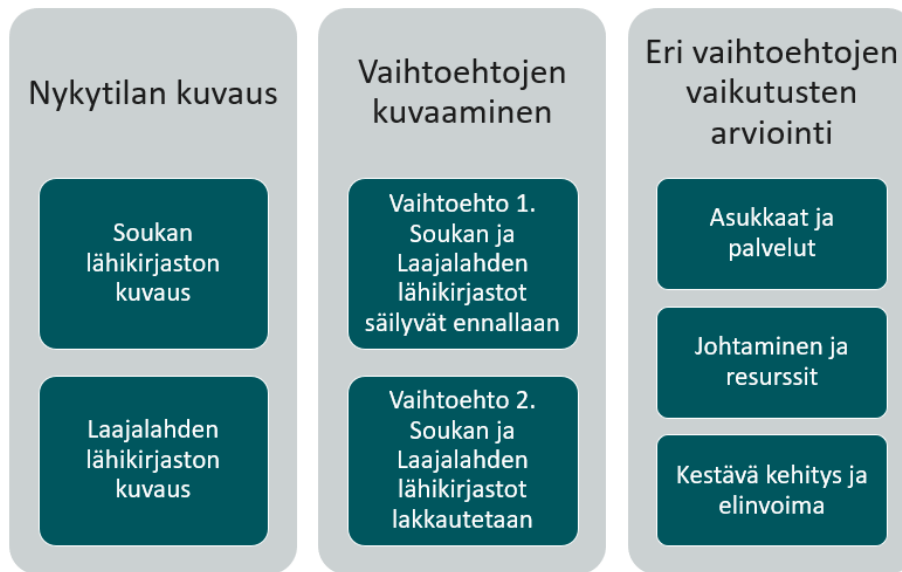 Nykytilan kuvaus
Soukan
lähikirjaston
kuvaus
Laajalahden
lähikirjaston
kuvaus
Vaihtoehtojen
kuvaaminen
Vaihtoehto 1.
Soukan ja
Laajalahden
lähikirjastot
säilyvät ennallaan
Vaihtoehto 2.
Soukan ja
Laajalahden
lähikirjastot
lakkautetaan
Eri vaihtoehtojen
vaikutusten
arviointi
Asukkaat ja
palvelut
Johtaminen ja
resurssit
Kestävä kehitys ja
elinvoima